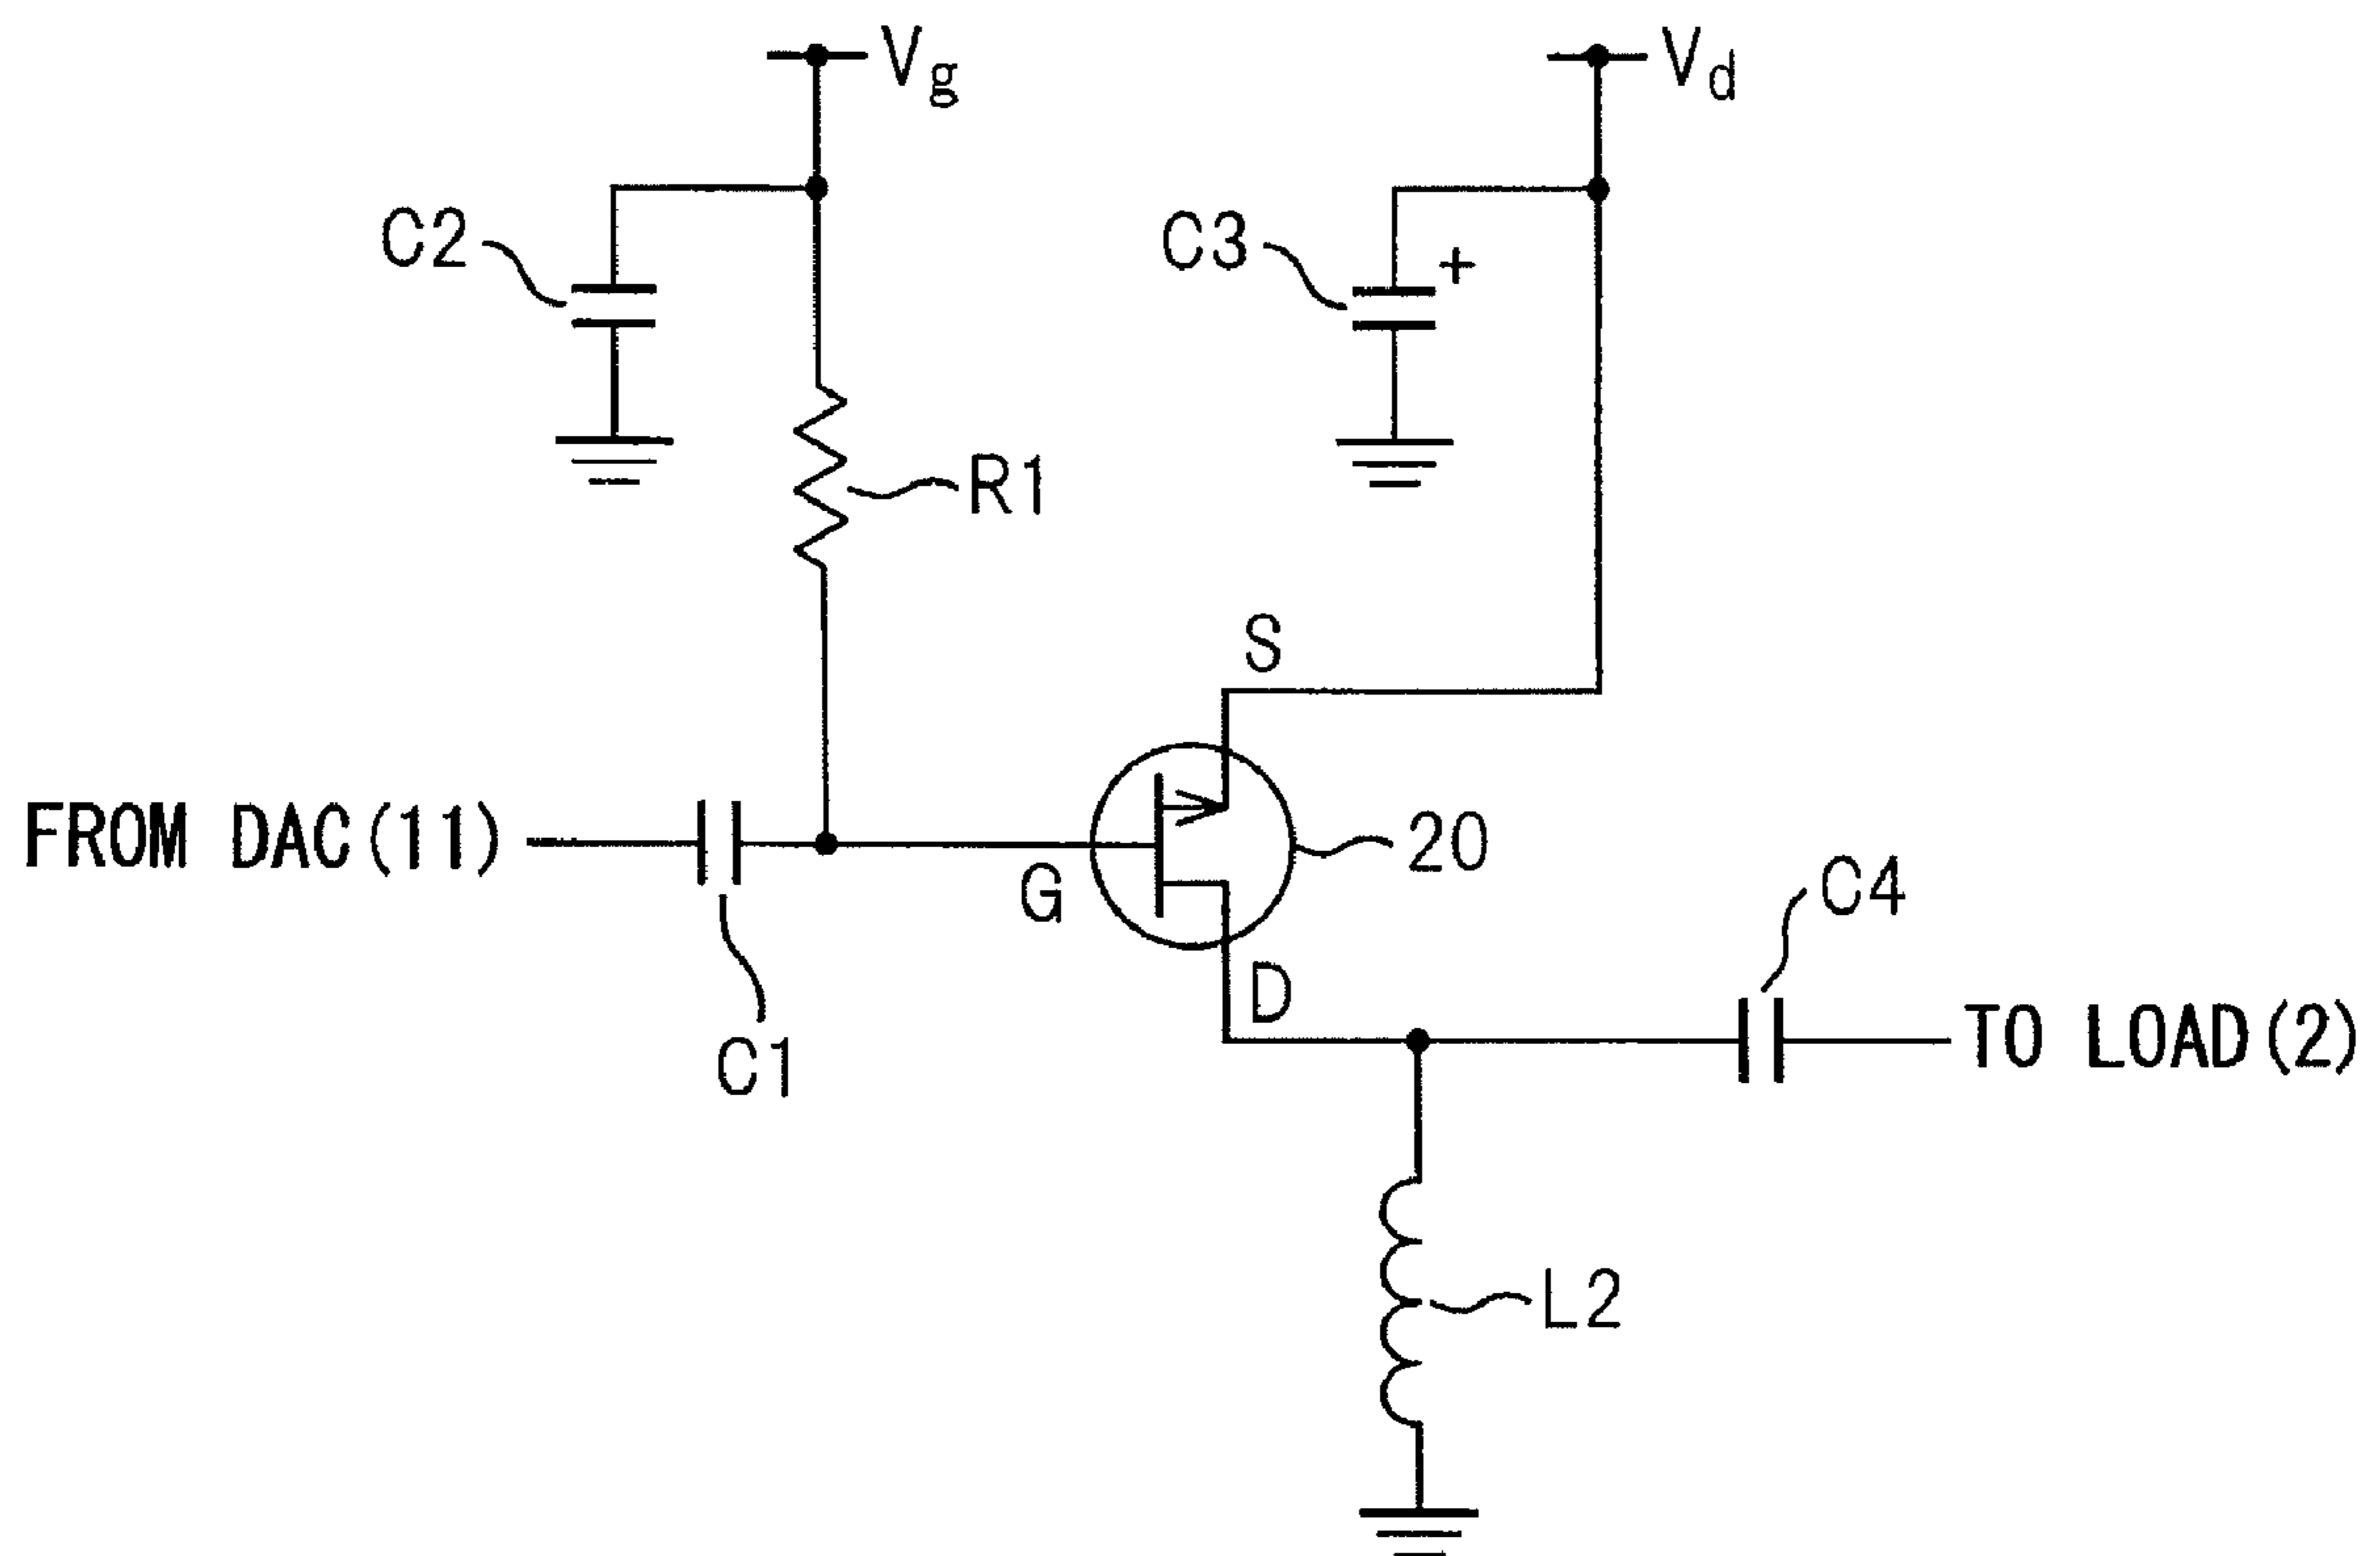 Vg
Vd
C2
C3
+
R1
S
FROM DAC(11)
20
G
C4
D
C1
TO LOAD(2)
L2